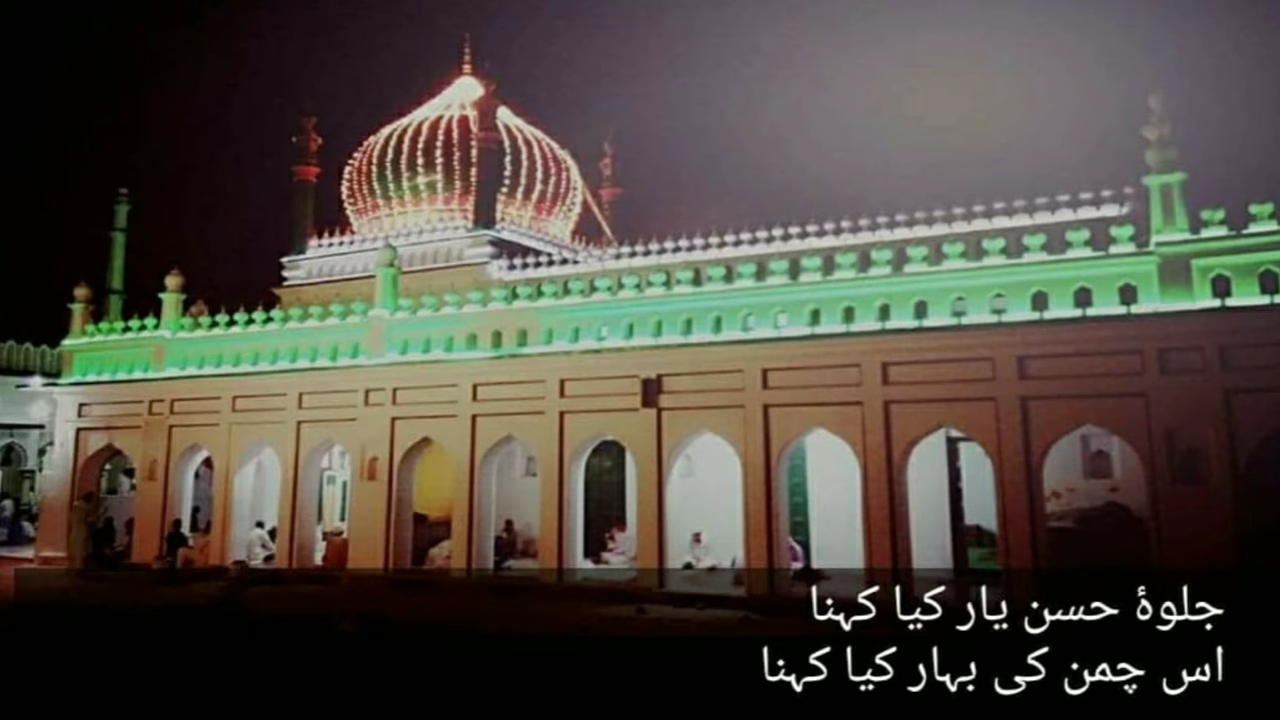 جلوۂ حسن یار کیا کہنا
اس چمن کی بہار کیا کہنا